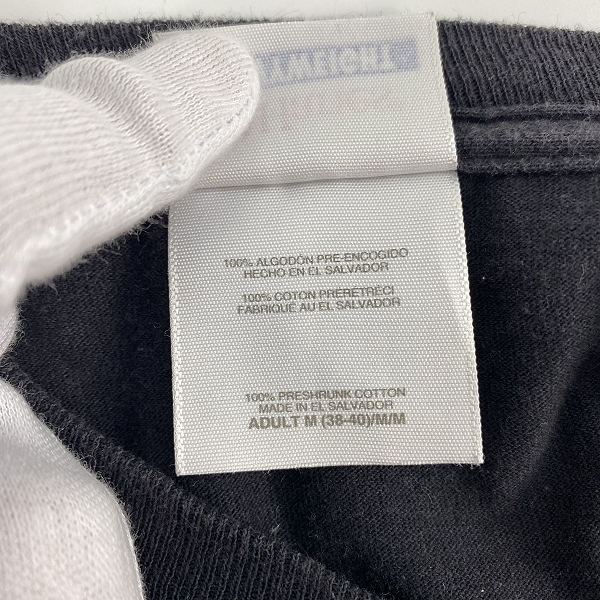 100% ALGODÓN PRE-ENCOGIDO
HECHO EN EL SALVADOR
100% COTON PRÉRÉTRÉCI
FABRIQUÉ AU EL SALVADOR
100% PRESHRUNK COTTON
MADE IN EL SALVADOR
ADULT M (38-40)/M/M